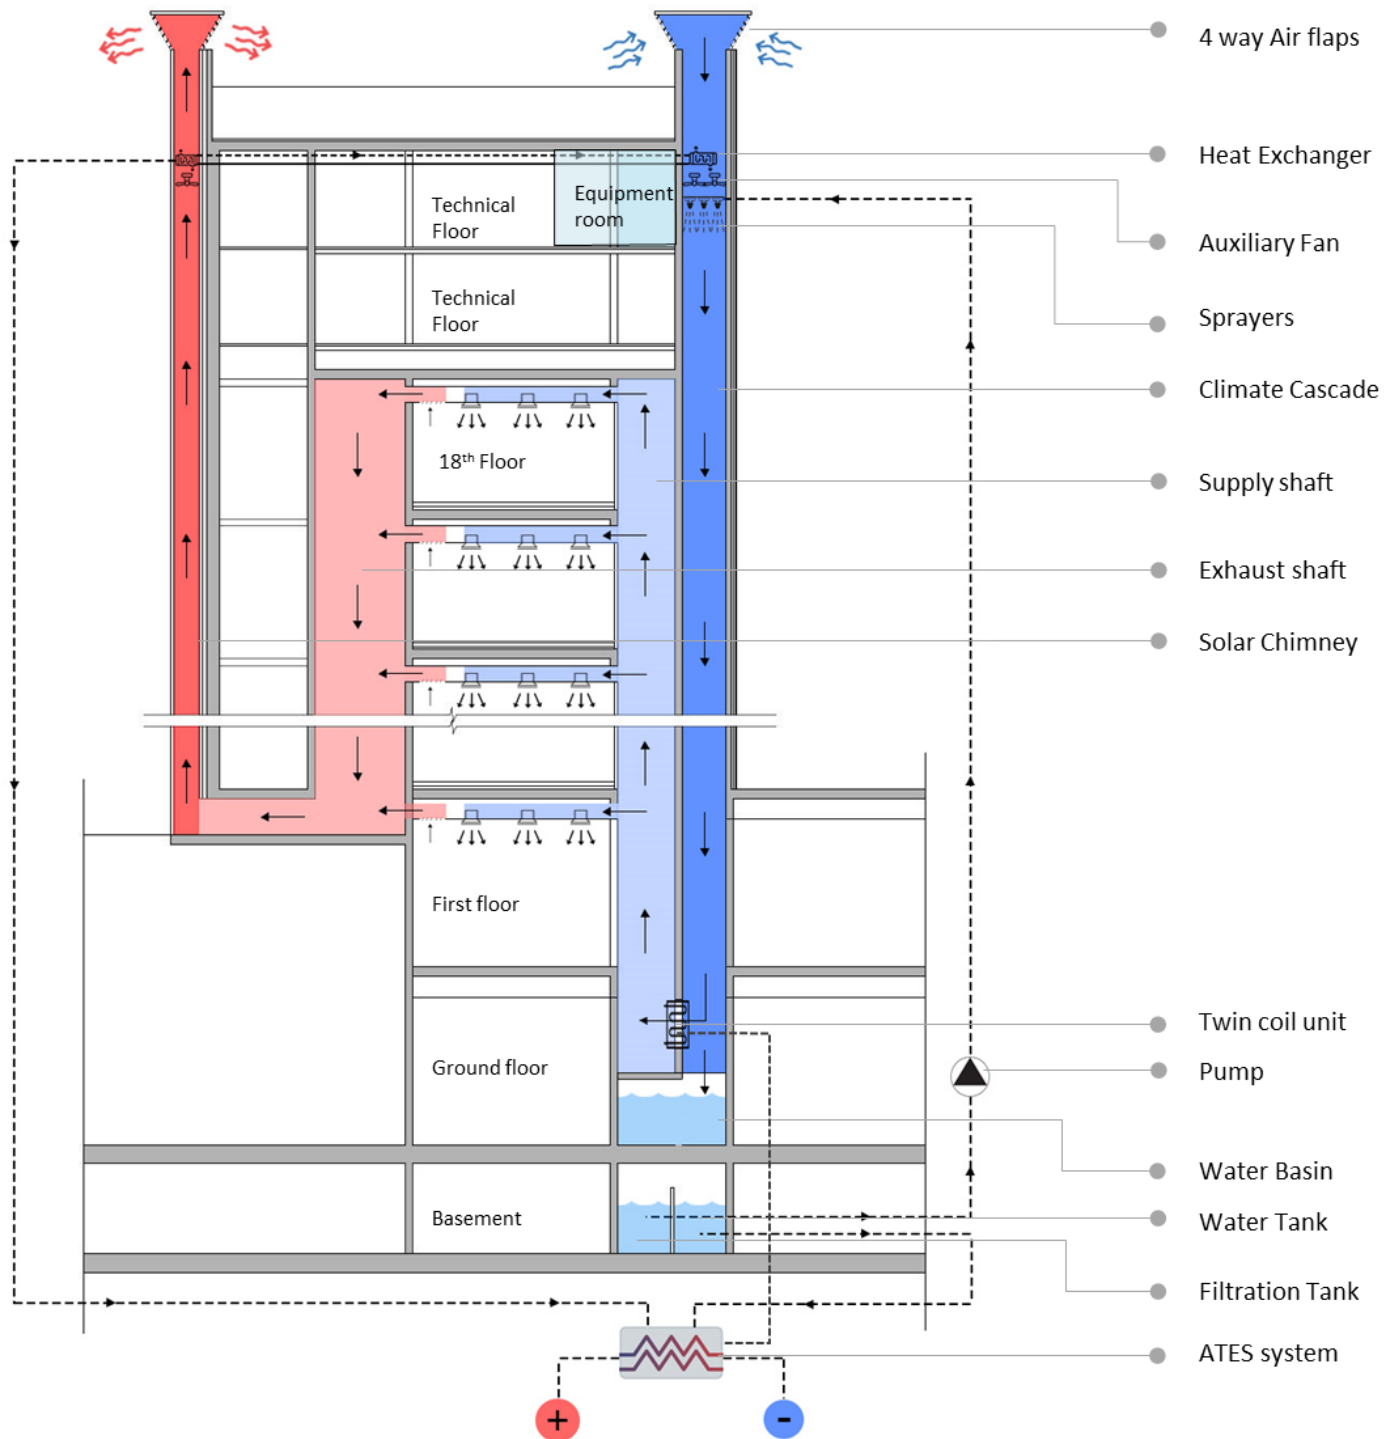 4 way Air flaps
Heat Exchanger
Technical
Floor
Equipment
room
Auxiliary Fan
Technical
Floor
Sprayers
Climate Cascade
18th Floor
Supply shaft
Exhaust shaft
Solar Chimney
First floor
Twin coil unit
Ground floor
Pump
Water Basin
Basement
Water Tank
Filtration Tank
ATES system
+
-